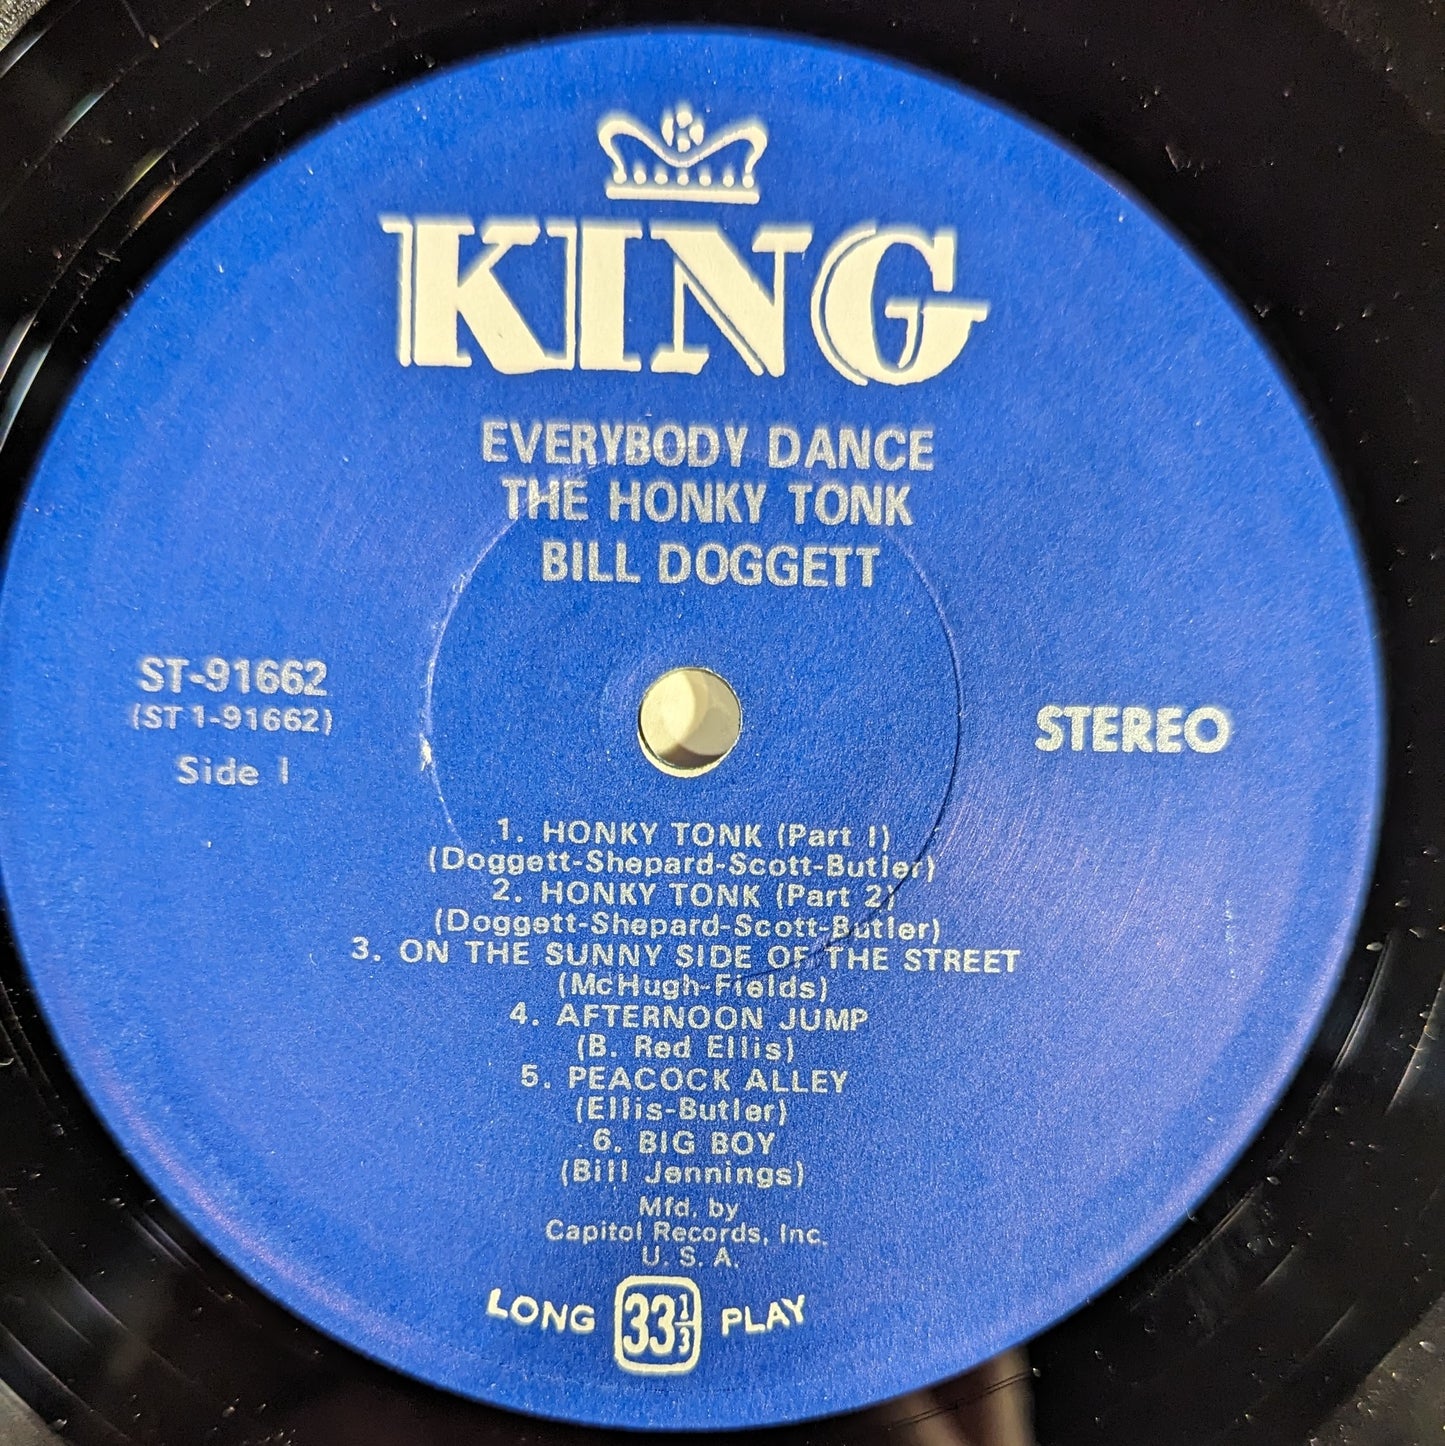 KING
EVERYBODY DANCE
THE HONKY TONK
BILL DOGGETT
ST-91662
(ST 1-91662)
Side 1
STEREO
1. HONKY TONK (Part 1)
(Doggett-Shepard-Scott-Butler)
2. HONKY TONK (Part 2)
(Doggett-Shepard-Scott-Butler)
3. ON THE SUNNY SIDE OF THE STREET
(McHugh-Fields)
4. AFTERNOON JUMP
(B. Red Ellis)
5. PEACOCK ALLEY
(Ellis-Butler)
6. BIG BOY
(Bill Jennings)
Mfd. by
Capitol Records, Inc.
U. S. A.
LONG 33 1/3 PLAY